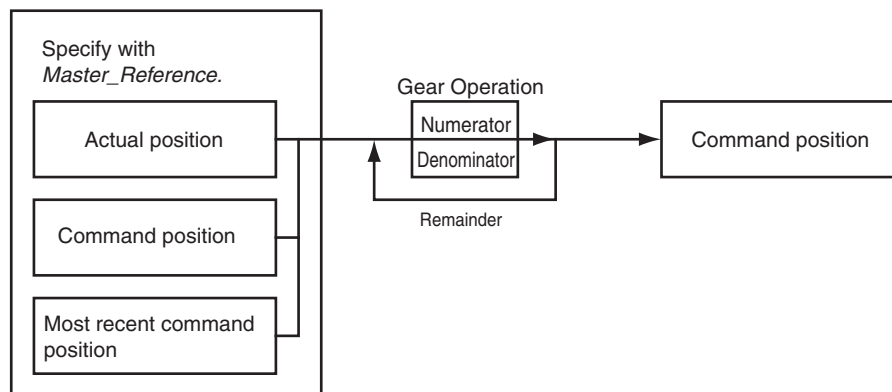 Specify with
Master_Reference.
Actual position
Command position
Most recent command
position
Gear Operation
Numerator
Denominator
Remainder
Command position